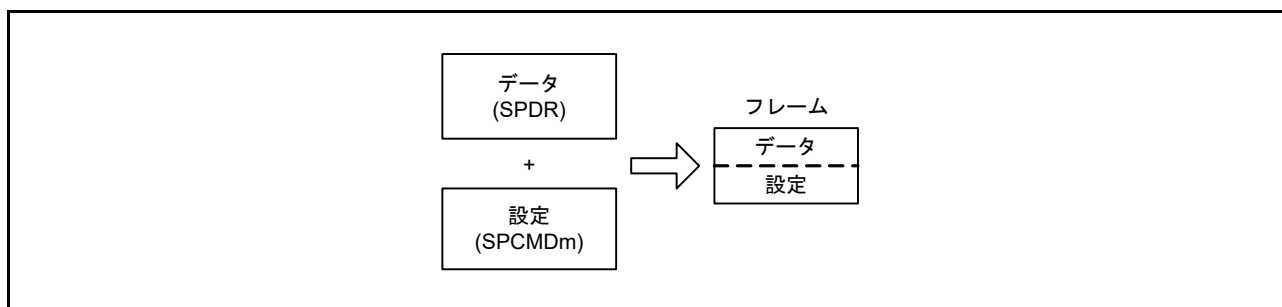 データ
(SPDR)
+
設定
(SPCMDm)
フレーム
データ
設定